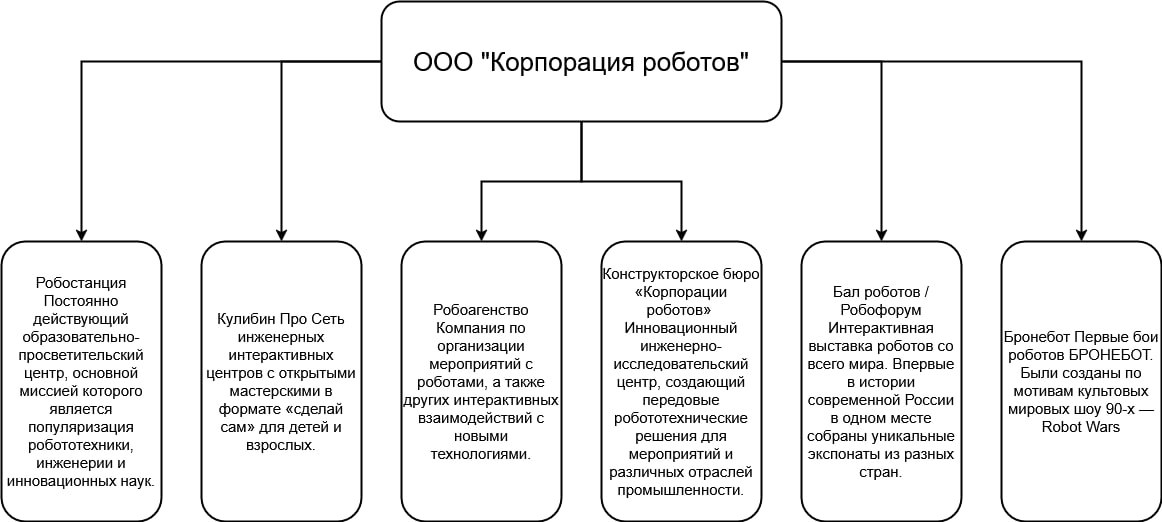 ООО "Корпорация роботов"
Робостанция
Постоянно
действующий
образовательно-
просветительский
центр, основной
миссией которого
является
популяризация
робототехники,
инженерии и
инновационных наук.
Кулибин Про Сеть
инженерных
интерактивных
центров с открытыми
мастерскими в
формате «сделай
сам» для детей и
взрослых.
Робоагенство
Компания по
организации
мероприятий с
роботами, а также
других интерактивных
взаимодействий с
новыми
технологиями.
Конструкторское бюро
«Корпорации
роботов»
Инновационный
инженерно-
исследовательский
центр, создающий
передовые
робототехнические
решения для
мероприятий и
различных отраслей
промышленности.
Бал роботов /
Робофорум
Интерактивная
выставка роботов со
всего мира. Впервые
в истории
современной России
в одном месте
собраны уникальные
экспонаты из разных
стран.
Бронебот Первые бои
роботов БРОНЕБОТ.
Были созданы по
мотивам культовых
мировых шоу 90-х —
Robot Wars